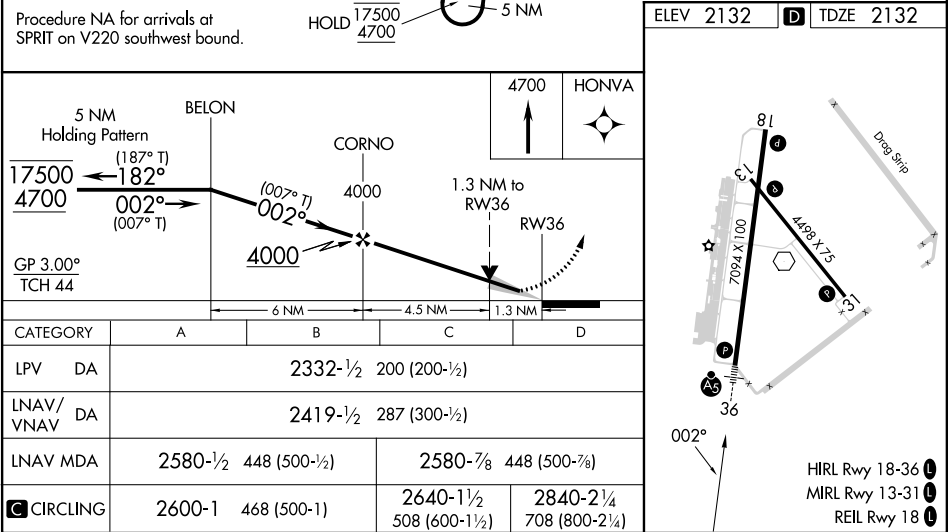 Procedure NA for arrivals at
SPRIT on V220 southwest bound.
HOLD 17500
4700
5 NM
ELEV 2132 D TDZE 2132
5 NM
Holding Pattern
BELON
CORNO
4700
HONVA
17500
4700
(187° T)
182°
002°
(007° T)
(007° T)
002°
4000
4000
1.3 NM to
RW36
RW36
GP 3.00°
TCH 44
6 NM
4.5 NM
1.3 NM
CATEGORY A B C D
LPV DA 2332-½ 200 (200-½)
LNAV/
VNAV DA 2419-½ 287 (300-½)
LNAV MDA 2580-½ 448 (500-½) 2580-⅞ 448 (500-⅞)
C CIRCLING 2600-1 468 (500-1) 2640-1½
508 (600-1½) 2840-2¼
708 (800-2¼)
18
P
13
P
Drag Strip
7094 X 100
4498 X 75
P
31
P
A5
36
002°
HIRL Rwy 18-36 L
MIRL Rwy 13-31 L
REIL Rwy 18 L